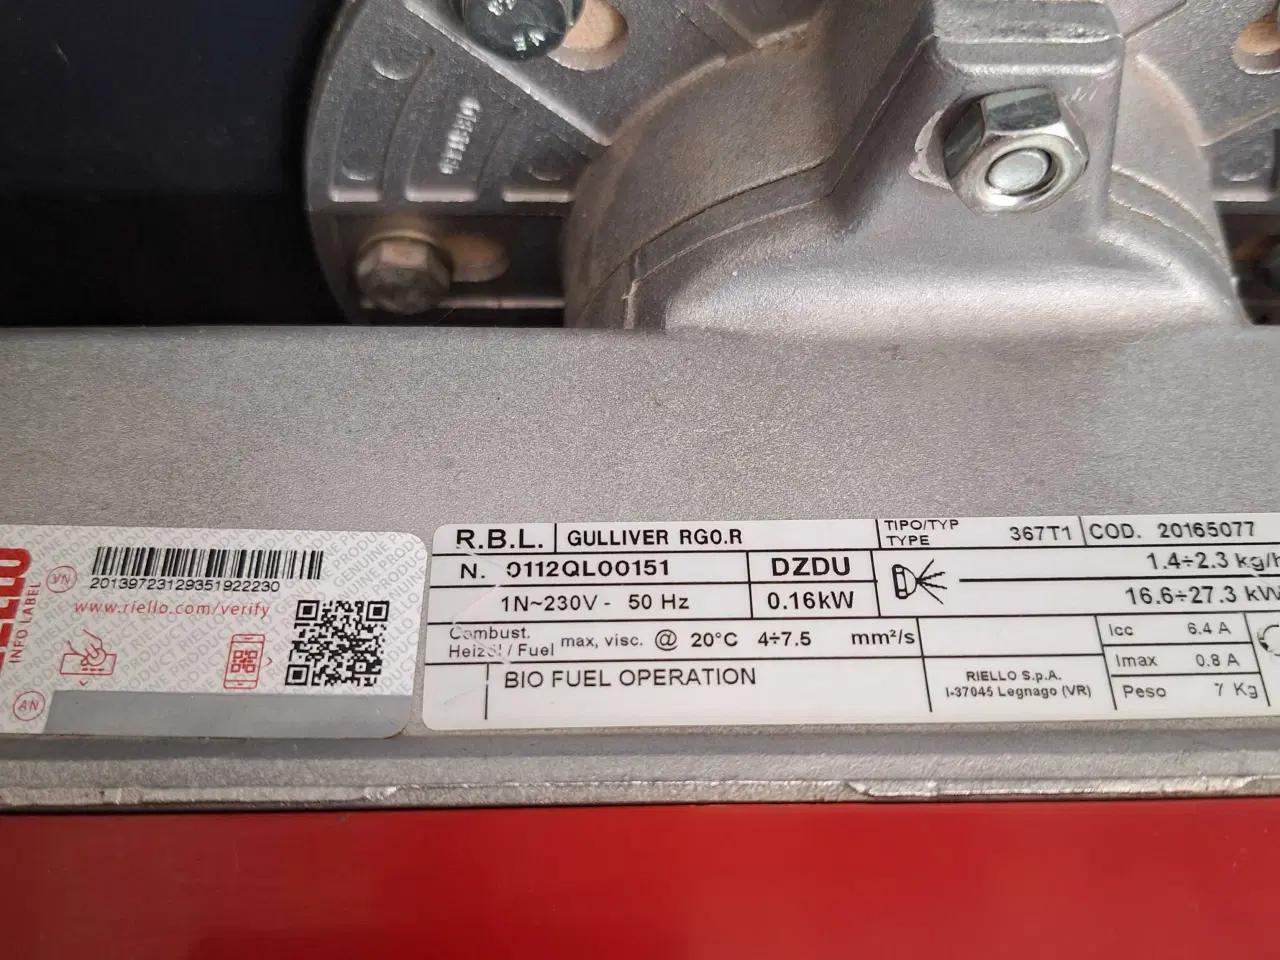 R.B.L. GULLIVER RG0.R TIPO/TYP TYPE 367T1 COD. 20165077
N. 0112QL00151 DZDU 1.4÷2.3 kg/h
1N~230V - 50 Hz 0.16kW 16.6÷27.3 kW
Combust.
Heizöl / Fuel max, visc. @ 20°C 4÷7.5 mm²/s
Icc 6.4 A
BIO FUEL OPERATION
RIELLO S.p.A.
I-37045 Legnago (VR)
Imax 0.8 A
Peso 7 Kg
INFO LABEL
S/N
20139723129351922230
www.riello.com/verify
AN
GENUINE PRODUCT RIELLO